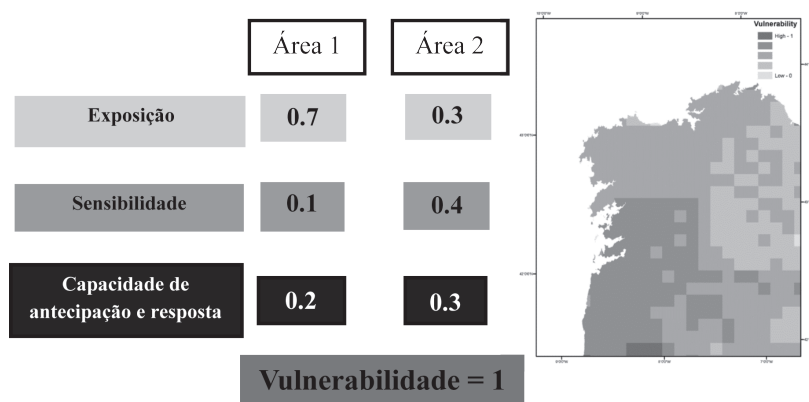 Área 1
Área 2
Exposição
0.7
0.3
Sensibilidade
0.1
0.4
Capacidade de
antecipação e resposta
0.2
0.3
Vulnerabilidade = 1
Vulnerability
High - 1
Low - 0